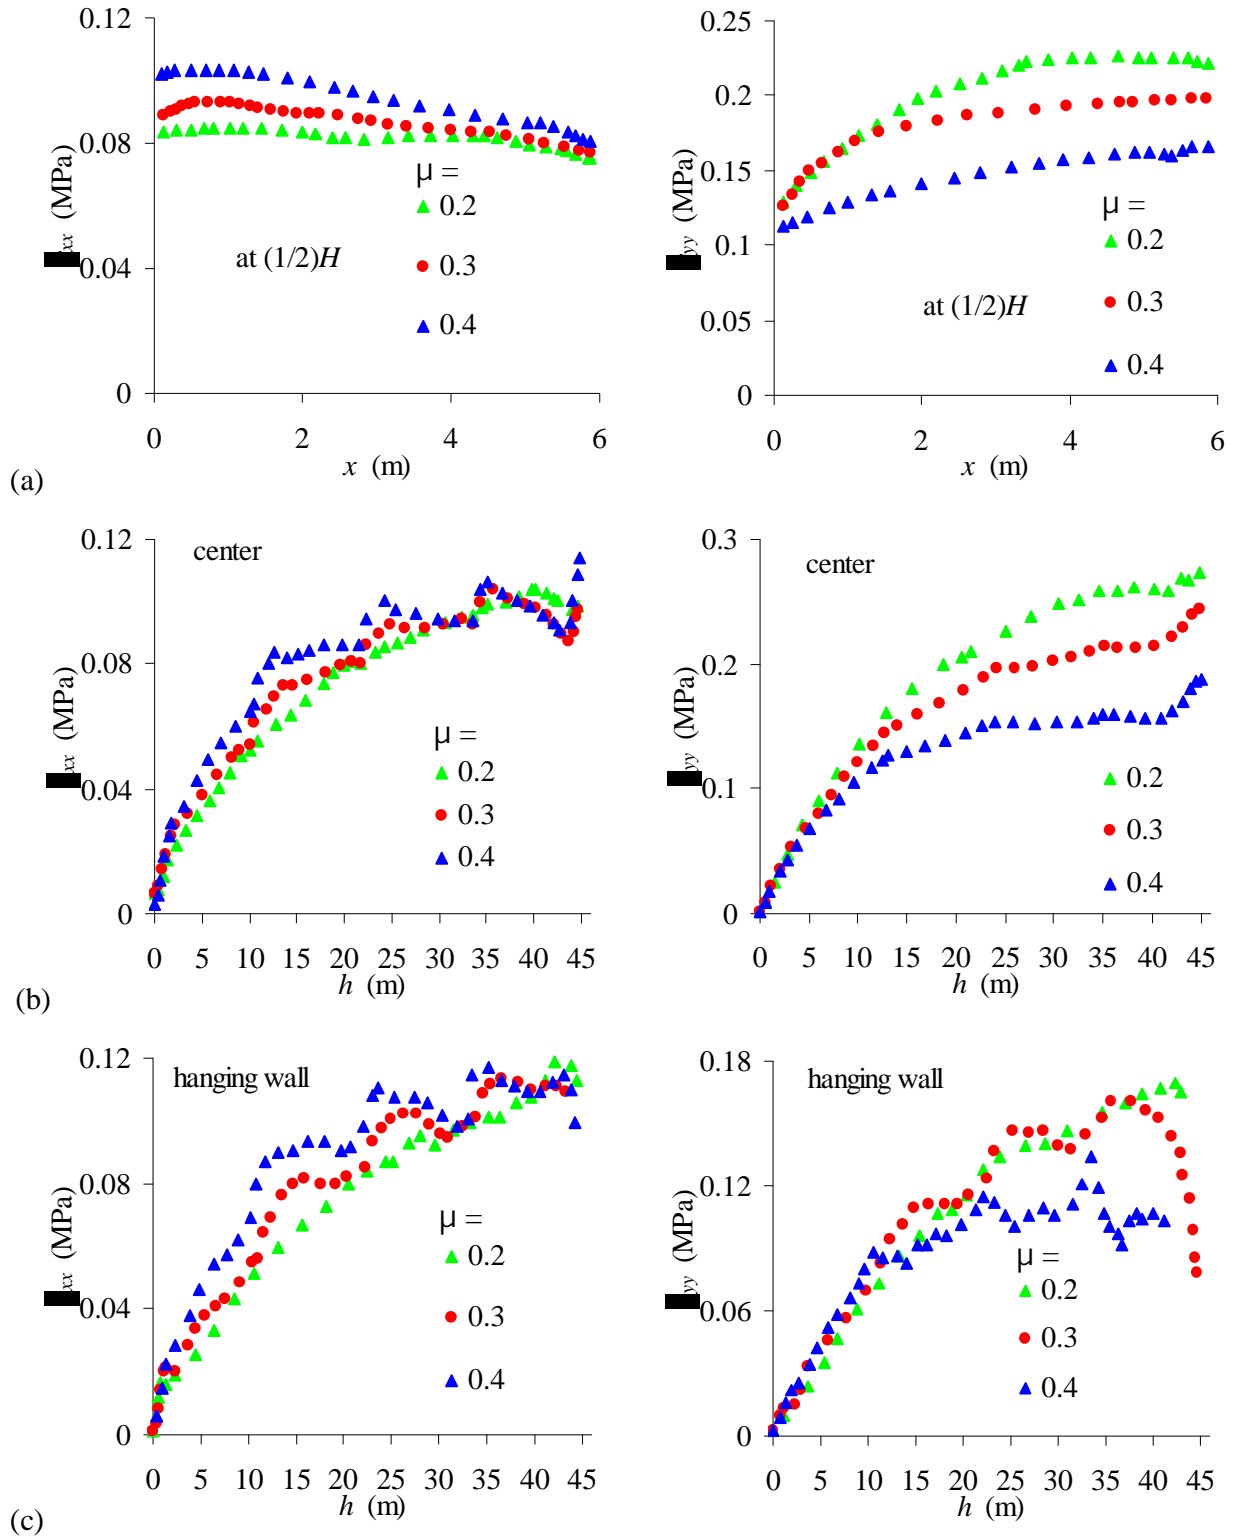 0.12
0.08
0.04
0
xx (MPa)
μ =
0.2
0.3
0.4
at (1/2)H
0 2 4 6
x (m)
0.25
0.2
0.15
0.1
0.05
0
yy (MPa)
μ =
0.2
0.3
0.4
at (1/2)H
0 2 4 6
x (m)
(a)
0.12
0.08
0.04
0
xx (MPa)
center
μ =
0.2
0.3
0.4
0 5 10 15 20 25 30 35 40 45
h (m)
0.3
0.2
0.1
0
yy (MPa)
center
0.2
0.3
0.4
0 5 10 15 20 25 30 35 40 45
h (m)
(b)
0.12
0.08
0.04
0
xx (MPa)
hanging wall
μ =
0.2
0.3
0.4
0 5 10 15 20 25 30 35 40 45
h (m)
0.18
0.12
0.06
0
yy (MPa)
hanging wall
μ =
0.2
0.3
0.4
0 5 10 15 20 25 30 35 40 45
h (m)
(c)